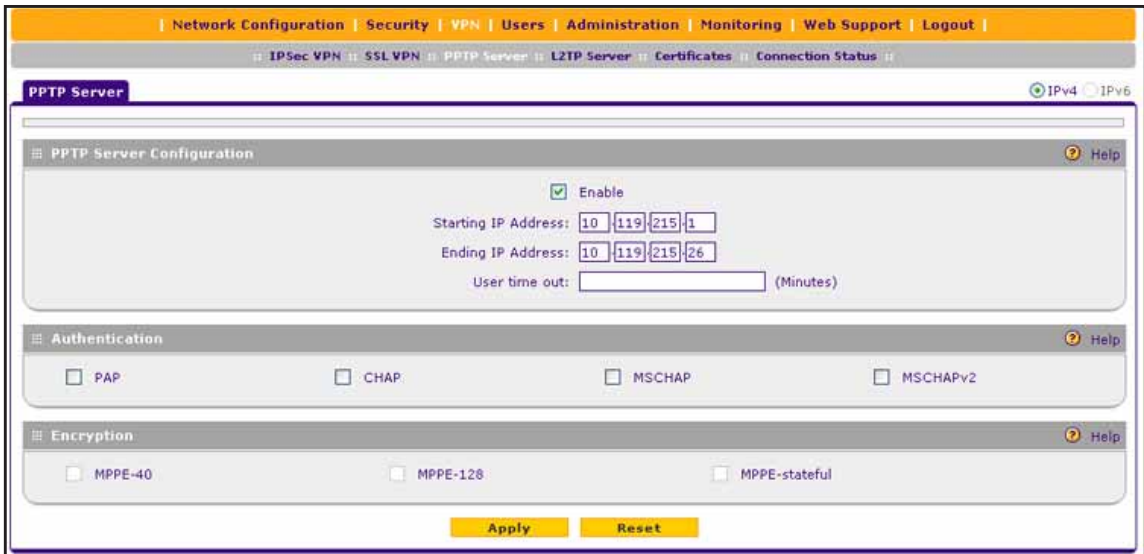 | Network Configuration | Security | VPN | Users | Administration | Monitoring | Web Support | Logout |
:: IPSec VPN :: SSL VPN :: PPTP Server :: L2TP Server :: Certificates :: Connection Status ::
PPTP Server
IPv4 IPv6
PPTP Server Configuration
Help
Enable
Starting IP Address: 10 .119.215.1
Ending IP Address: 10 .119.215.26
User time out: (Minutes)
Authentication
Help
PAP CHAP MSCHAP MSCHAPv2
Encryption
Help
MPPE-40 MPPE-128 MPPE-stateful
Apply Reset